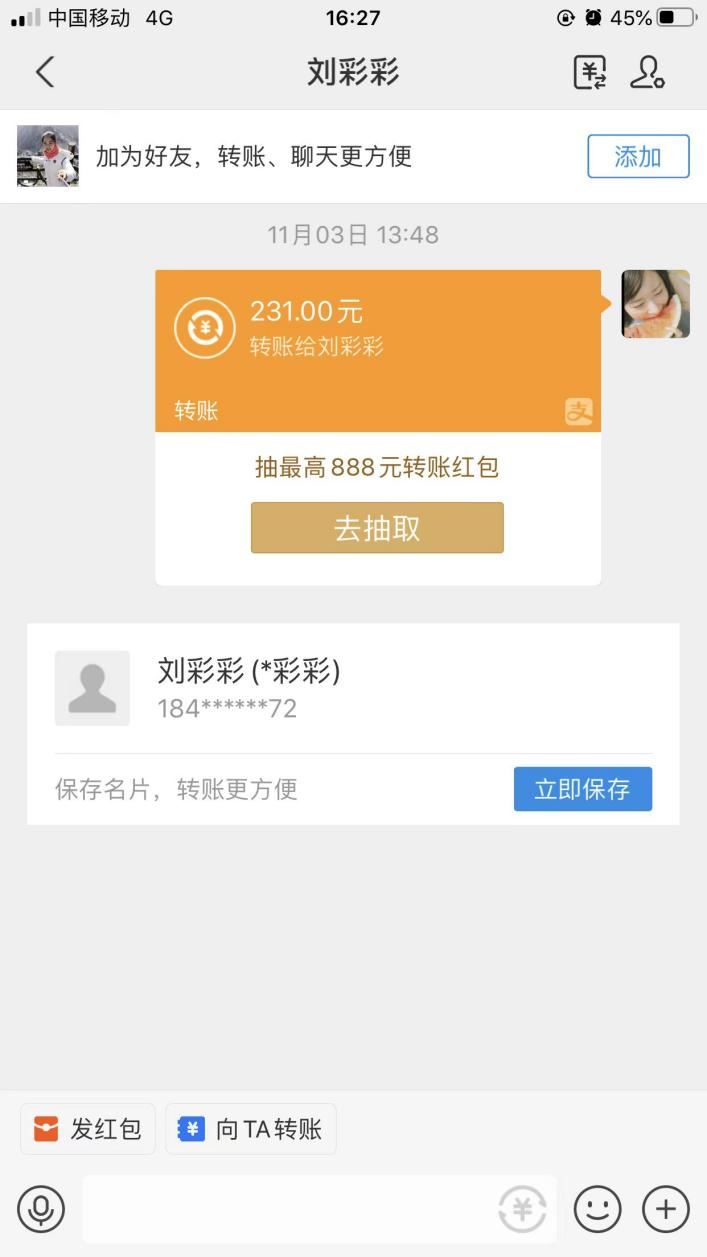 中国移动 4G 16:27 45%
刘彩彩
加为好友，转账、聊天更方便 添加
11月03日 13:48
231.00元
转账给刘彩彩
转账 支
抽最高888元转账红包
去抽取
刘彩彩(*彩彩)
184******72
保存名片，转账更方便 立即保存
发红包 向TA转账